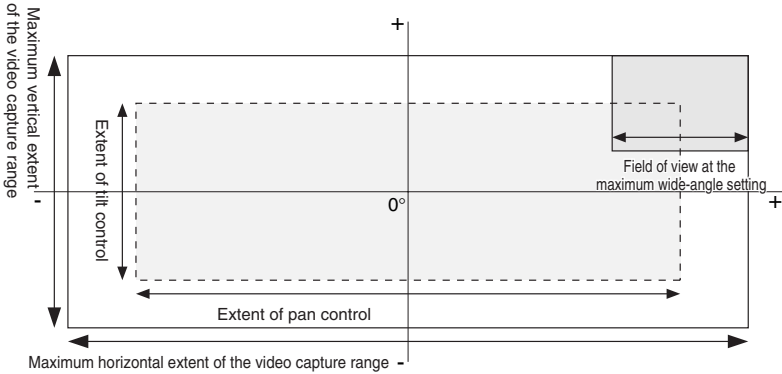 +
Maximum vertical extent
of the video capture range
Extent of tilt control
Field of view at the
maximum wide-angle setting
-
0°
+
Extent of pan control
Maximum horizontal extent of the video capture range
-